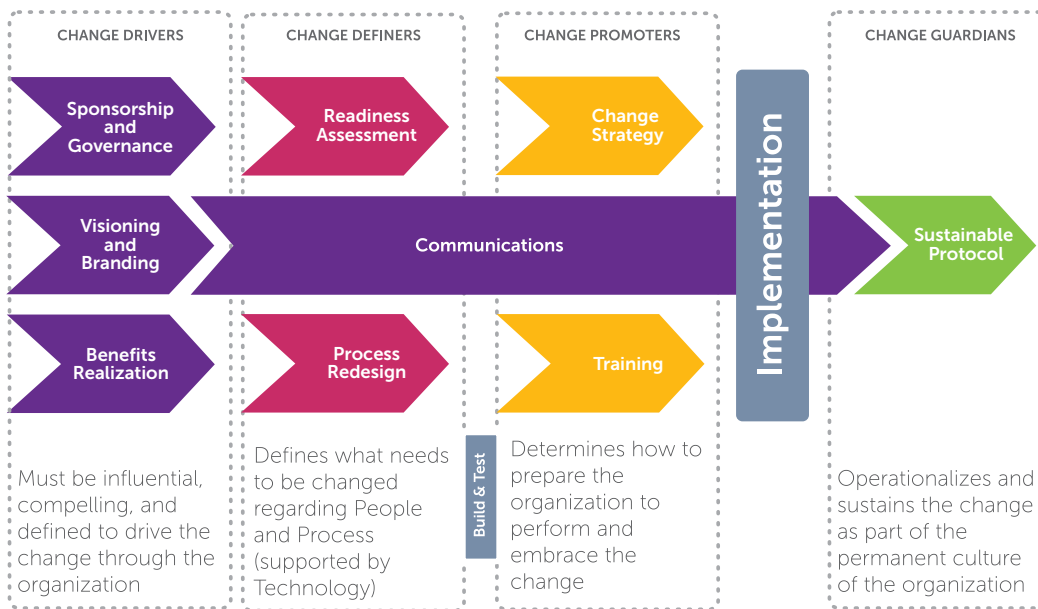 CHANGE DRIVERS
Sponsorship
and
Governance
Visioning
and
Branding
Benefits
Realization
Must be influential,
compelling, and
defined to drive the
change through the
organization
CHANGE DEFINERS
Readiness
Assessment
Communications
Process
Redesign
Defines what needs
to be changed
regarding People
and Process
(supported by
Technology)
Build & Test
CHANGE PROMOTERS
Change
Strategy
Training
Determines how to
prepare the
organization to
perform and
embrace the
change
Implementation
CHANGE GUARDIANS
Sustainable
Protocol
Operationalizes and
sustains the change
as part of the
permanent culture
of the organization